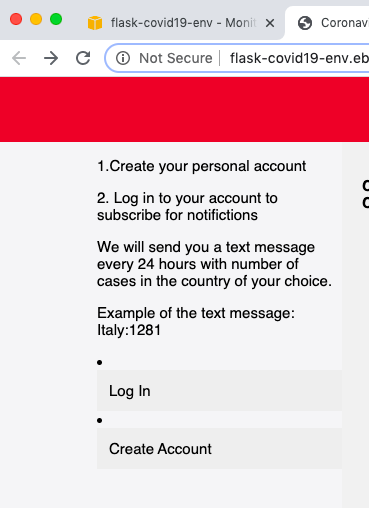 flask-covid19-env - Monit
Coronavi
Not Secure
flask-covid19-env.eb
1.Create your personal account
2. Log in to your account to
subscribe for notifictions
We will send you a text message
every 24 hours with number of
cases in the country of your choice.
Example of the text message:
Italy:1281
Log In
Create Account